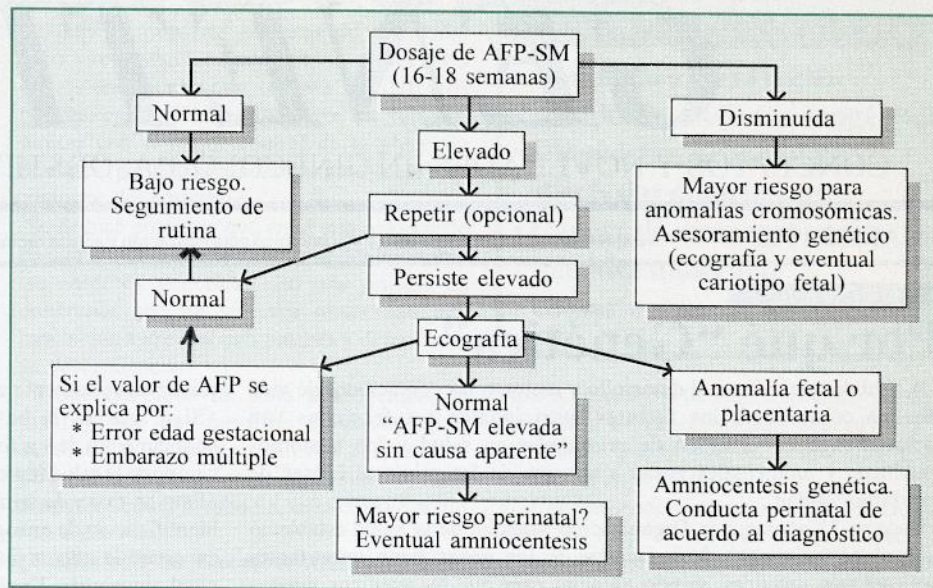 Dosaje de AFP-SM
(16-18 semanas)
Normal
Elevado
Disminuída
Bajo riesgo.
Seguimiento de
rutina
Repetir (opcional)
Mayor riesgo para
anomalías cromosómicas.
Asesoramiento genético
(ecografía y eventual
cariotipo fetal)
Normal
Persiste elevado
Ecografía
Si el valor de AFP se
explica por:
* Error edad gestacional
* Embarazo múltiple
Normal
“AFP-SM elevada
sin causa aparente”
Anomalía fetal o
placentaria
Mayor riesgo perinatal?
Eventual amniocentesis
Amniocentesis genética.
Conducta perinatal de
acuerdo al diagnóstico